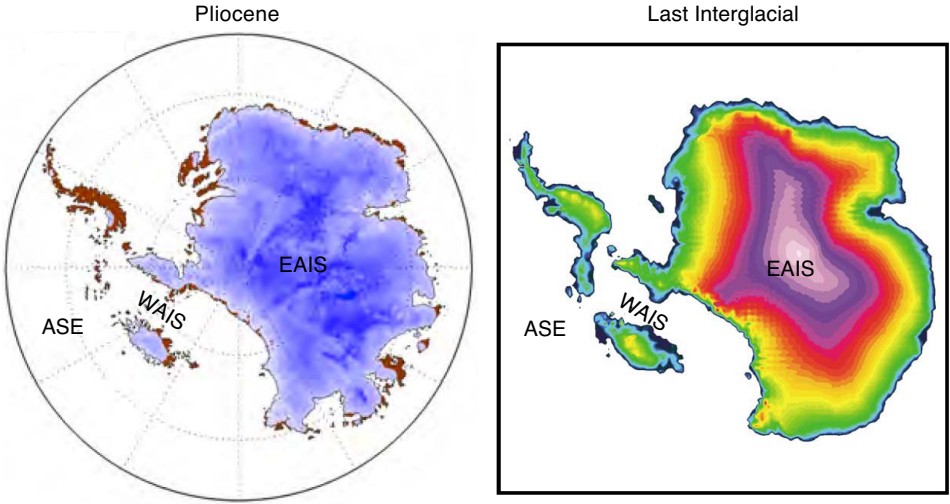 Pliocene
Last Interglacial
EAIS
WAIS
ASE
EAIS
WAIS
ASE